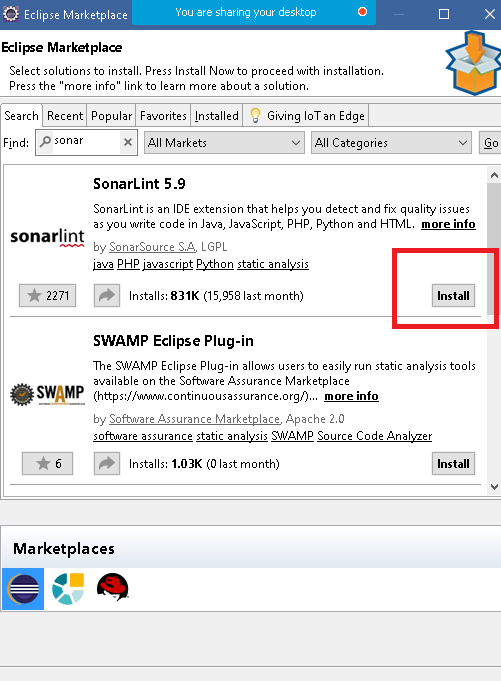 Eclipse Marketplace
You are sharing your desktop
Eclipse Marketplace
Select solutions to install. Press Install Now to proceed with installation.
Press the "more info" link to learn more about a solution.
Search Recent Popular Favorites Installed Giving IoT an Edge
Find: sonar All Markets All Categories Go
SonarLint 5.9
SonarLint is an IDE extension that helps you detect and fix quality issues
as you write code in Java, JavaScript, PHP, Python and HTML. more info
sonarlint
by SonarSource S.A, LGPL
java PHP javascript Python static analysis
2271 Installs: 831K (15,958 last month) Install
SWAMP Eclipse Plug-in
The SWAMP Eclipse Plug-in allows users to easily run static analysis tools
available on the Software Assurance Marketplace
SWAMP
(https://www.continuousassurance.org/)... more info
by Software Assurance Marketplace, Apache 2.0
software assurance static analysis SWAMP Source Code Analyzer
6 Installs: 1.03K (0 last month) Install
Marketplaces